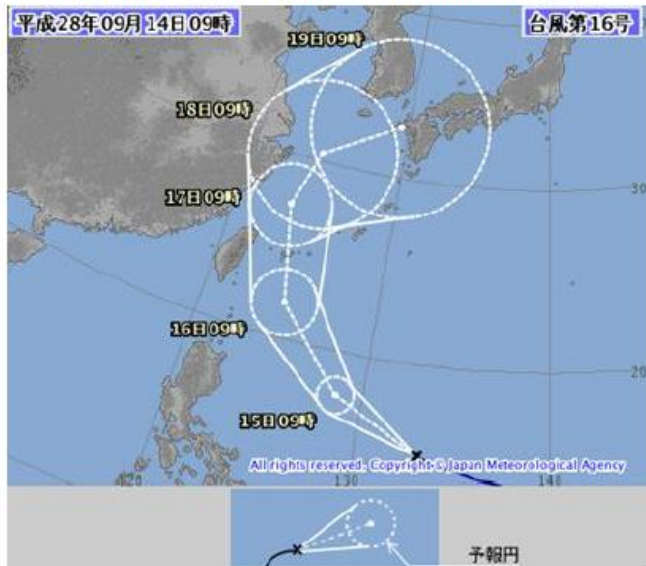 平成28年09月14日09時
台風第16号
19日09時
18日09時
17日09時
30
16日09時
20
15日09時
All rights reserved. Copyright © Japan Meteorological Agency
120
130
140
予報円